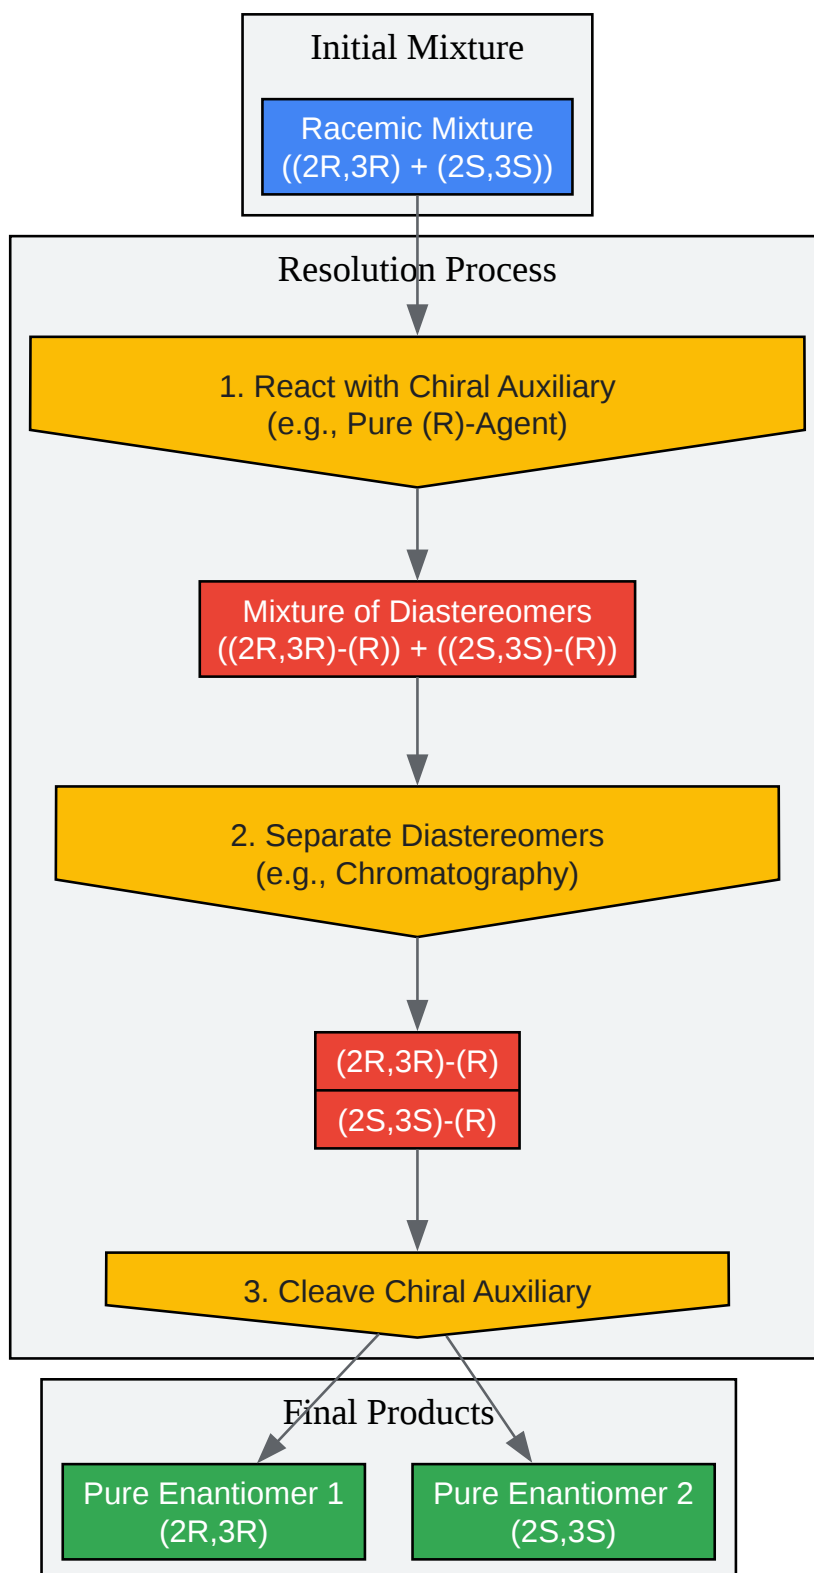 Initial Mixture
Racemic Mixture
((2R,3R) + (2S,3S))
Resolution Process
1. React with Chiral Auxiliary
(e.g., Pure (R)-Agent)
Mixture of Diastereomers
((2R,3R)-(R)) + ((2S,3S)-(R))
2. Separate Diastereomers
(e.g., Chromatography)
(2R,3R)-(R)
(2S,3S)-(R)
3. Cleave Chiral Auxiliary
Final Products
Pure Enantiomer 1
(2R,3R)
Pure Enantiomer 2
(2S,3S)